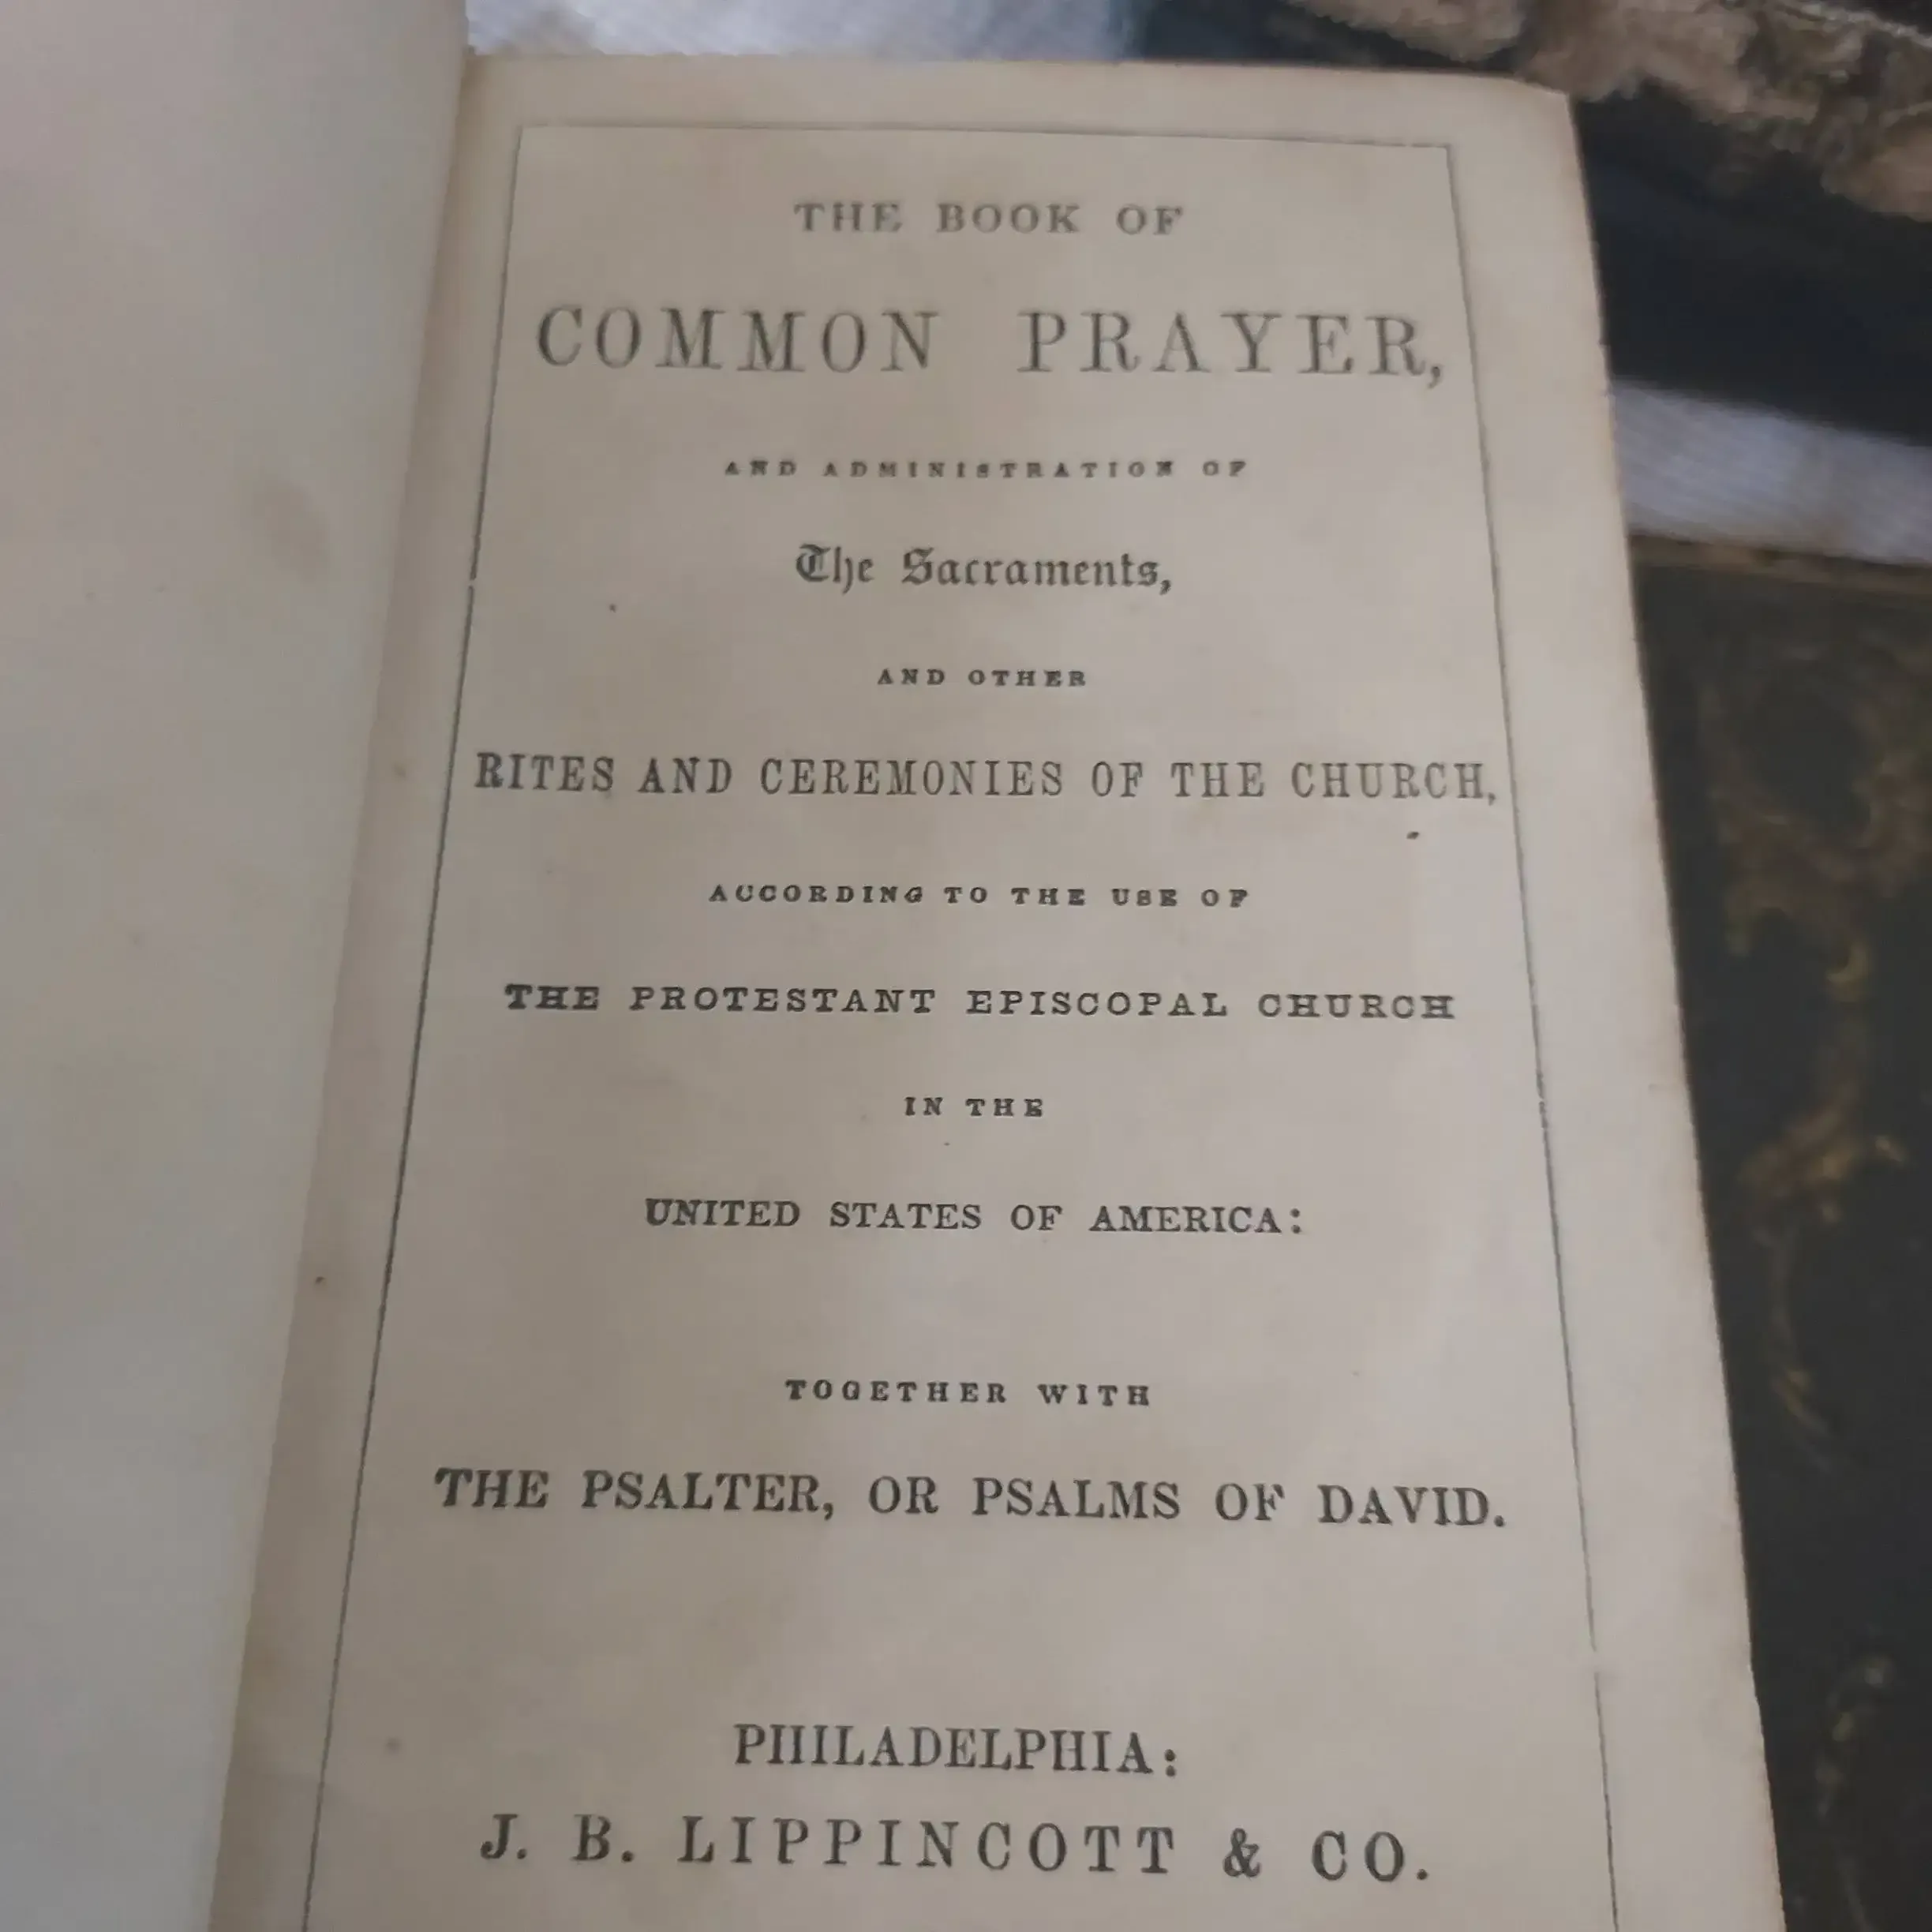 THE BOOK OF
COMMON PRAYER,
AND ADMINISTRATION OF
The Sacraments,
AND OTHER
RITES AND CEREMONIES OF THE CHURCH,
ACCORDING TO THE USE OF
THE PROTESTANT EPISCOPAL CHURCH
IN THE
UNITED STATES OF AMERICA:
TOGETHER WITH
THE PSALTER, OR PSALMS OF DAVID.
PHILADELPHIA:
J. B. LIPPINCOTT & CO.